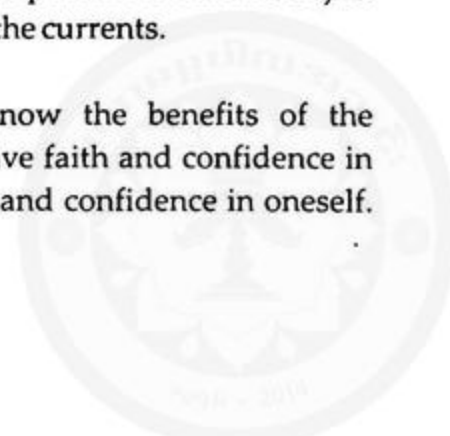 the currents.
now the benefits of the
ve faith and confidence in
and confidence in oneself.